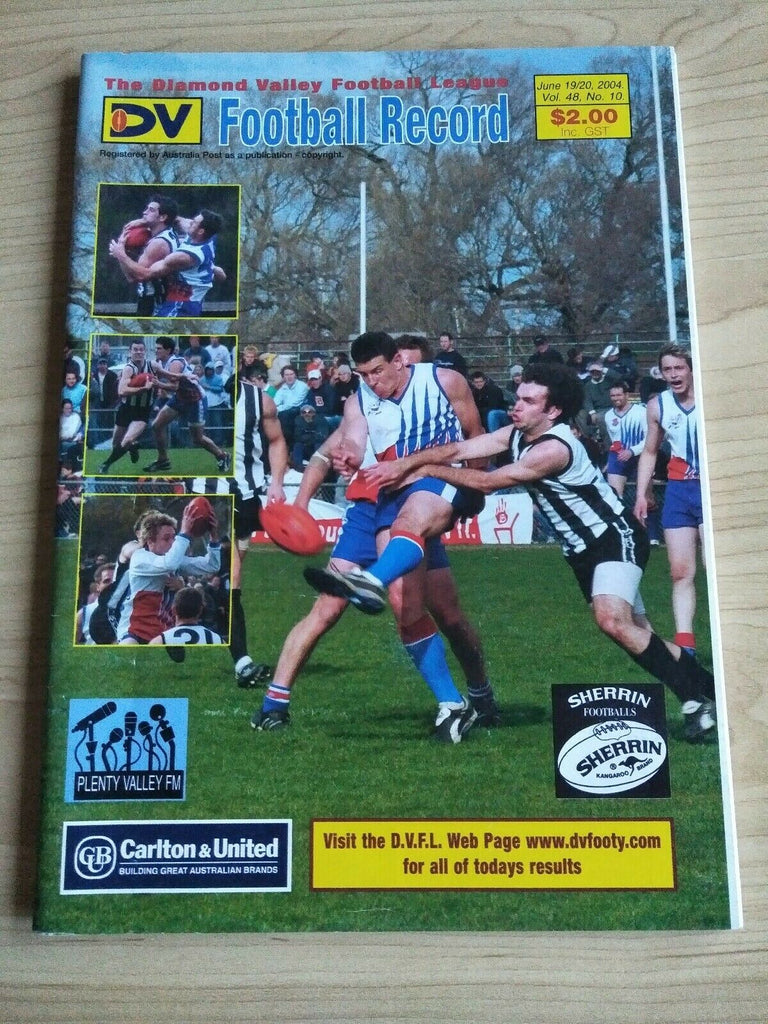 The Diamond Valley Football League
DV Football Record
Registered by Australia Post as a publication - copyright.
June 19/20, 2004.
Vol. 48, No. 10.
$2.00
Inc. GST
3
PLENTY VALLEY FM
SHERRIN
FOOTBALLS
SHERRIN
®
KANGAROO BRAND
CUB Carlton & United
BUILDING GREAT AUSTRALIAN BRANDS
Visit the D.V.F.L. Web Page www.dvfooty.com
for all of todays results